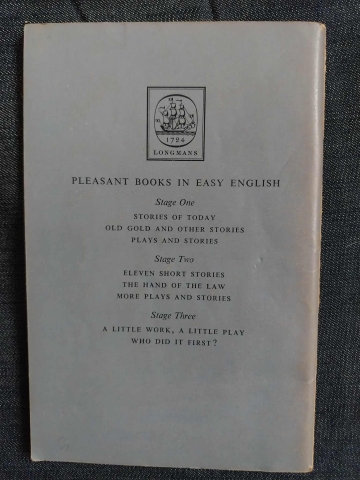 1724
LONGMANS
PLEASANT BOOKS IN EASY ENGLISH
Stage One
STORIES OF TODAY
OLD GOLD AND OTHER STORIES
PLAYS AND STORIES
Stage Two
ELEVEN SHORT STORIES
THE HAND OF THE LAW
MORE PLAYS AND STORIES
Stage Three
A LITTLE WORK, A LITTLE PLAY
WHO DID IT FIRST?